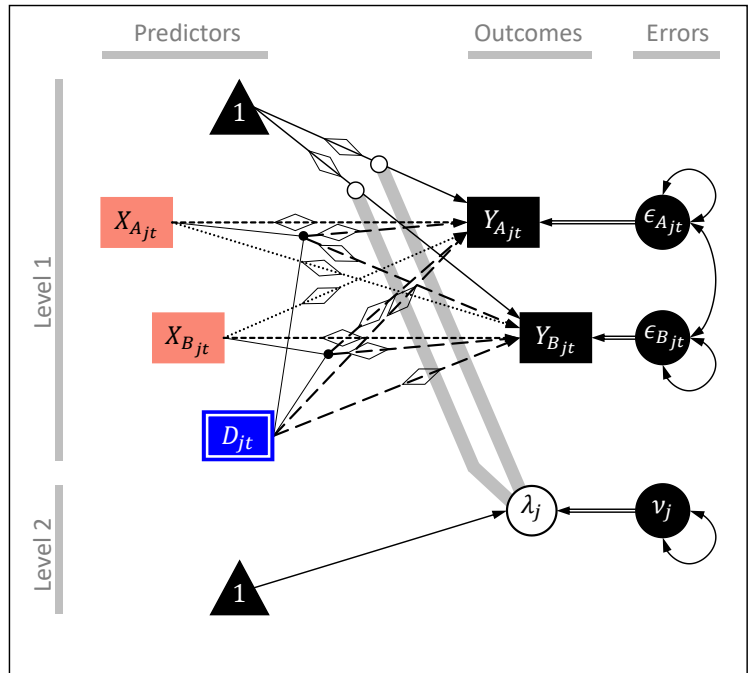 Predictors Outcomes Errors
Level 1
1
X_{A_{jt}} Y_{A_{jt}} ϵ_{A_{jt}}
X_{B_{jt}} Y_{B_{jt}} ϵ_{B_{jt}}
D_{jt}
Level 2
λ_j ν_j
1